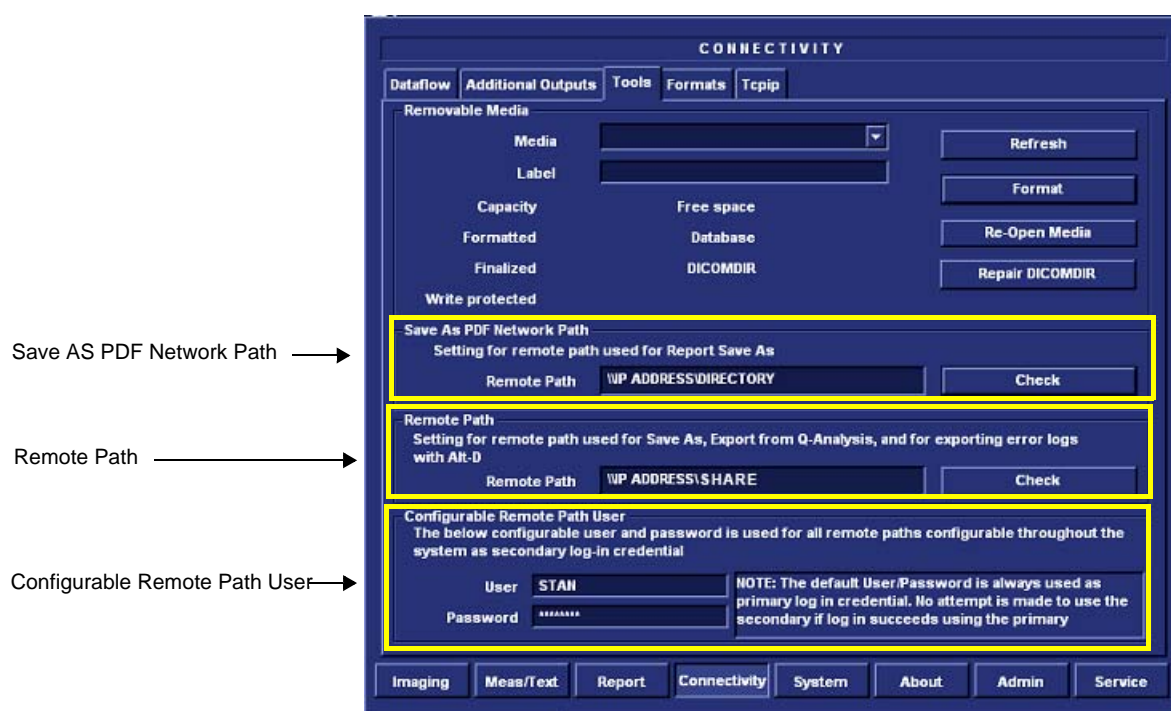 CONNECTIVITY
Dataflow Additional Outputs Tools Formats Tcpip
Removable Media
Media
Refresh
Label
Format
Capacity Free space
Re-Open Media
Formatted Database
Finalized DICOMDIR
Repair DICOMDIR
Write protected
Save AS PDF Network Path
Save As PDF Network Path
Setting for remote path used for Report Save As
Remote Path \\IP ADDRESS\DIRECTORY Check
Remote Path
Remote Path
Setting for remote path used for Save As, Export from Q-Analysis, and for exporting error logs
with Alt-D
Remote Path \\IP ADDRESS\SHARE Check
Configurable Remote Path User
Configurable Remote Path User
The below configurable user and password is used for all remote paths configurable throughout the
system as secondary log-in credential
User STAN
Password ********
NOTE: The default User/Password is always used as
primary log in credential. No attempt is made to use the
secondary if log in succeeds using the primary
Imaging Meas/Text Report Connectivity System About Admin Service